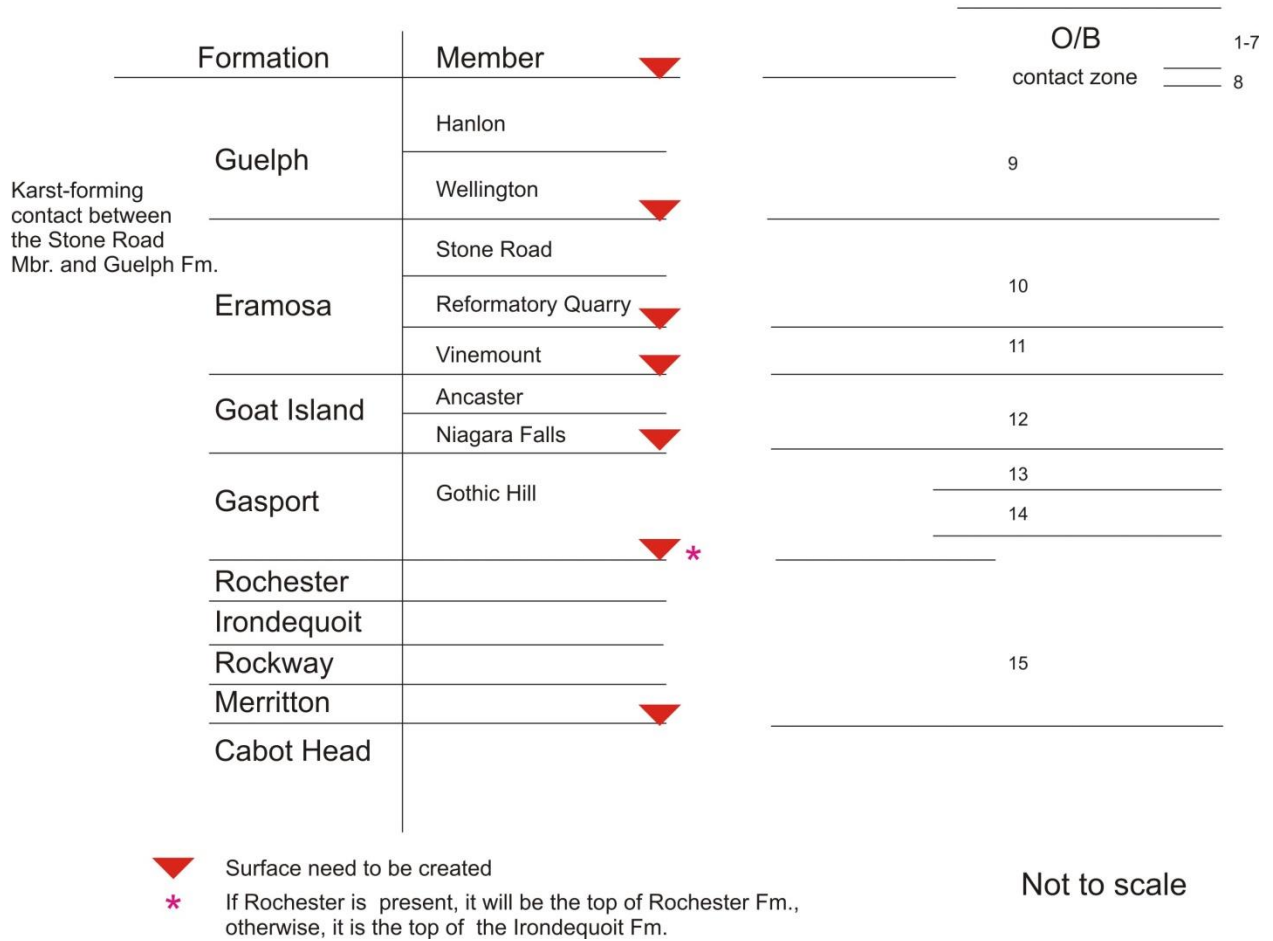 O/B
1-7
Formation
Member
contact zone
8
Hanlon
Guelph
9
Karst-forming
contact between
the Stone Road
Mbr. and Guelph Fm.
Wellington
Stone Road
Eramosa
Reformatory Quarry
10
Vinemount
11
Goat Island
Ancaster
Niagara Falls
12
Gasport
Gothic Hill
13
14
*
Rochester
Irondequoit
Rockway
15
Merritton
Cabot Head
Surface need to be created
* If Rochester is present, it will be the top of Rochester Fm.,
otherwise, it is the top of the Irondequoit Fm.
Not to scale